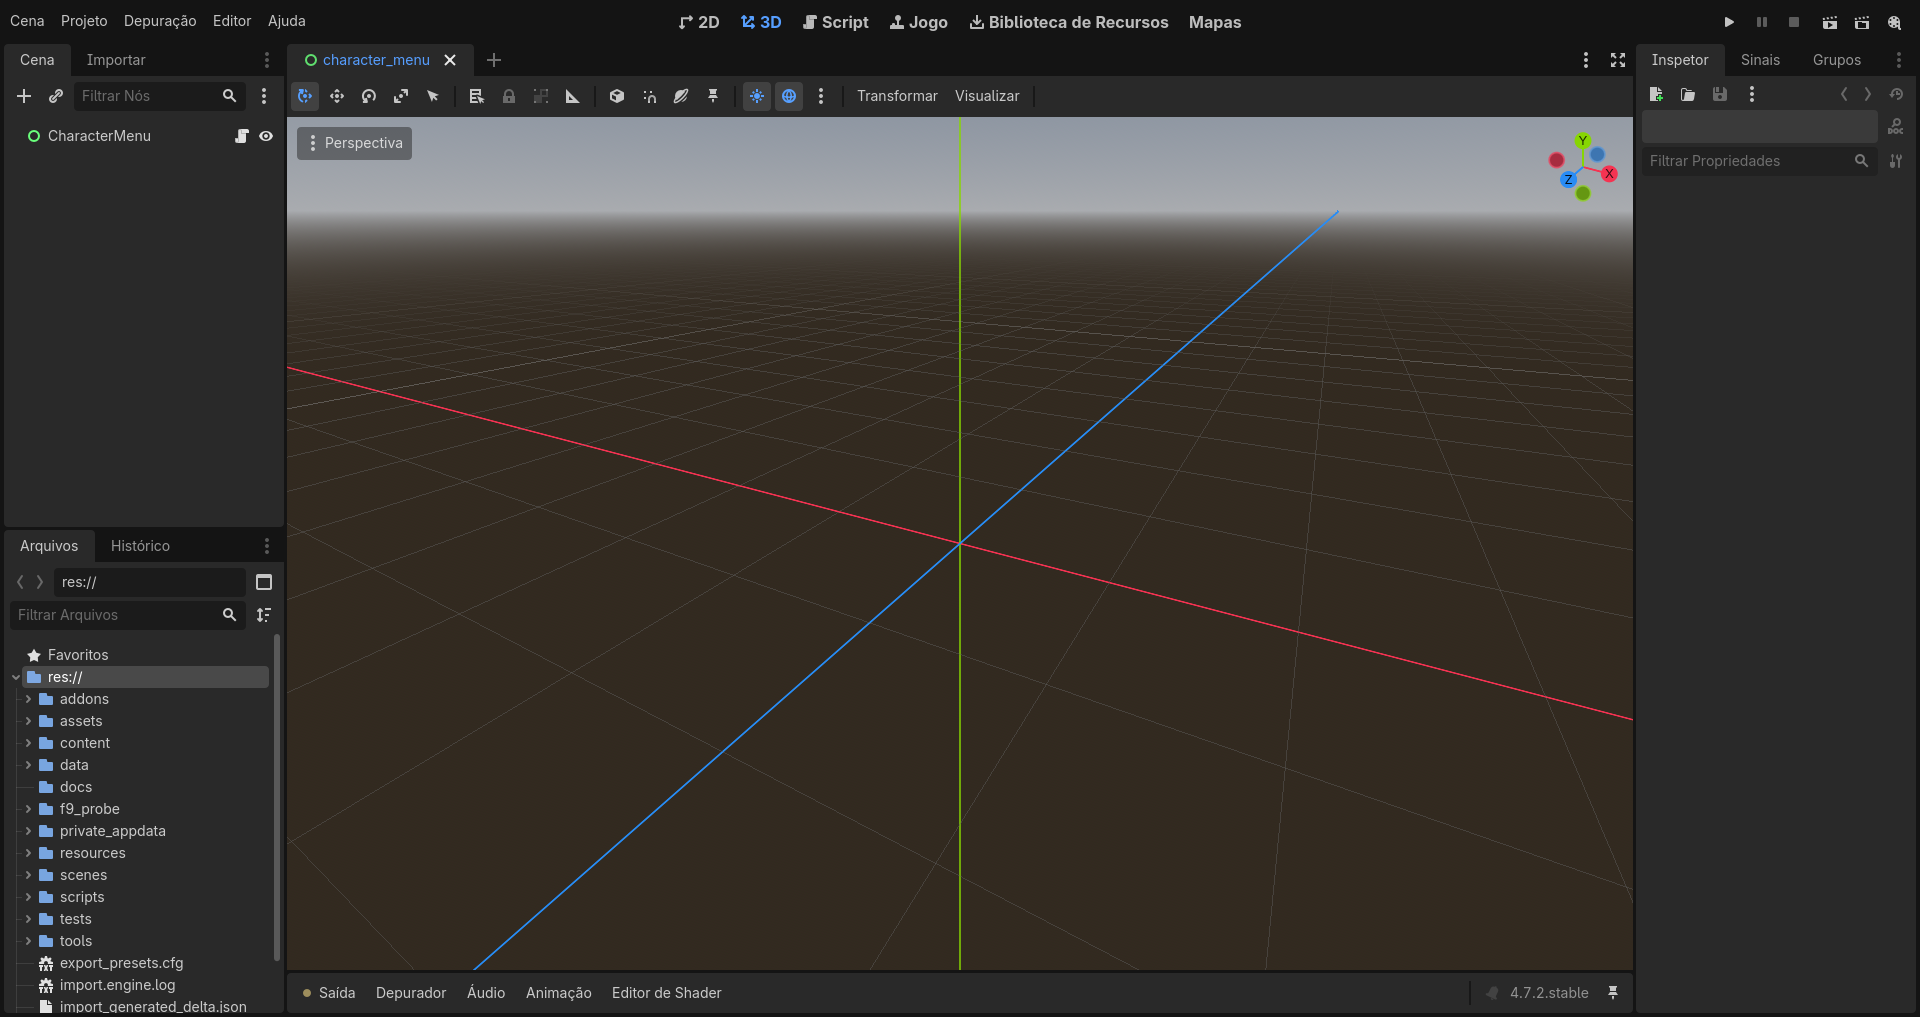 Cena Projeto Depuração Editor Ajuda
2D 3D Script Jogo Biblioteca de Recursos Mapas
Cena Importar
Filtrar Nós
CharacterMenu
character_menu
Transformar Visualizar
Perspectiva
Y
X
Z
Inspetor Sinais Grupos
DOC
Filtrar Propriedades
Arquivos Histórico
res://
Filtrar Arquivos
Favoritos
res://
addons
assets
content
data
docs
f9_probe
private_appdata
resources
scenes
scripts
tests
tools
export_presets.cfg
import.engine.log
import_generated_delta.json
Saída Depurador Áudio Animação Editor de Shader
4.7.2.stable